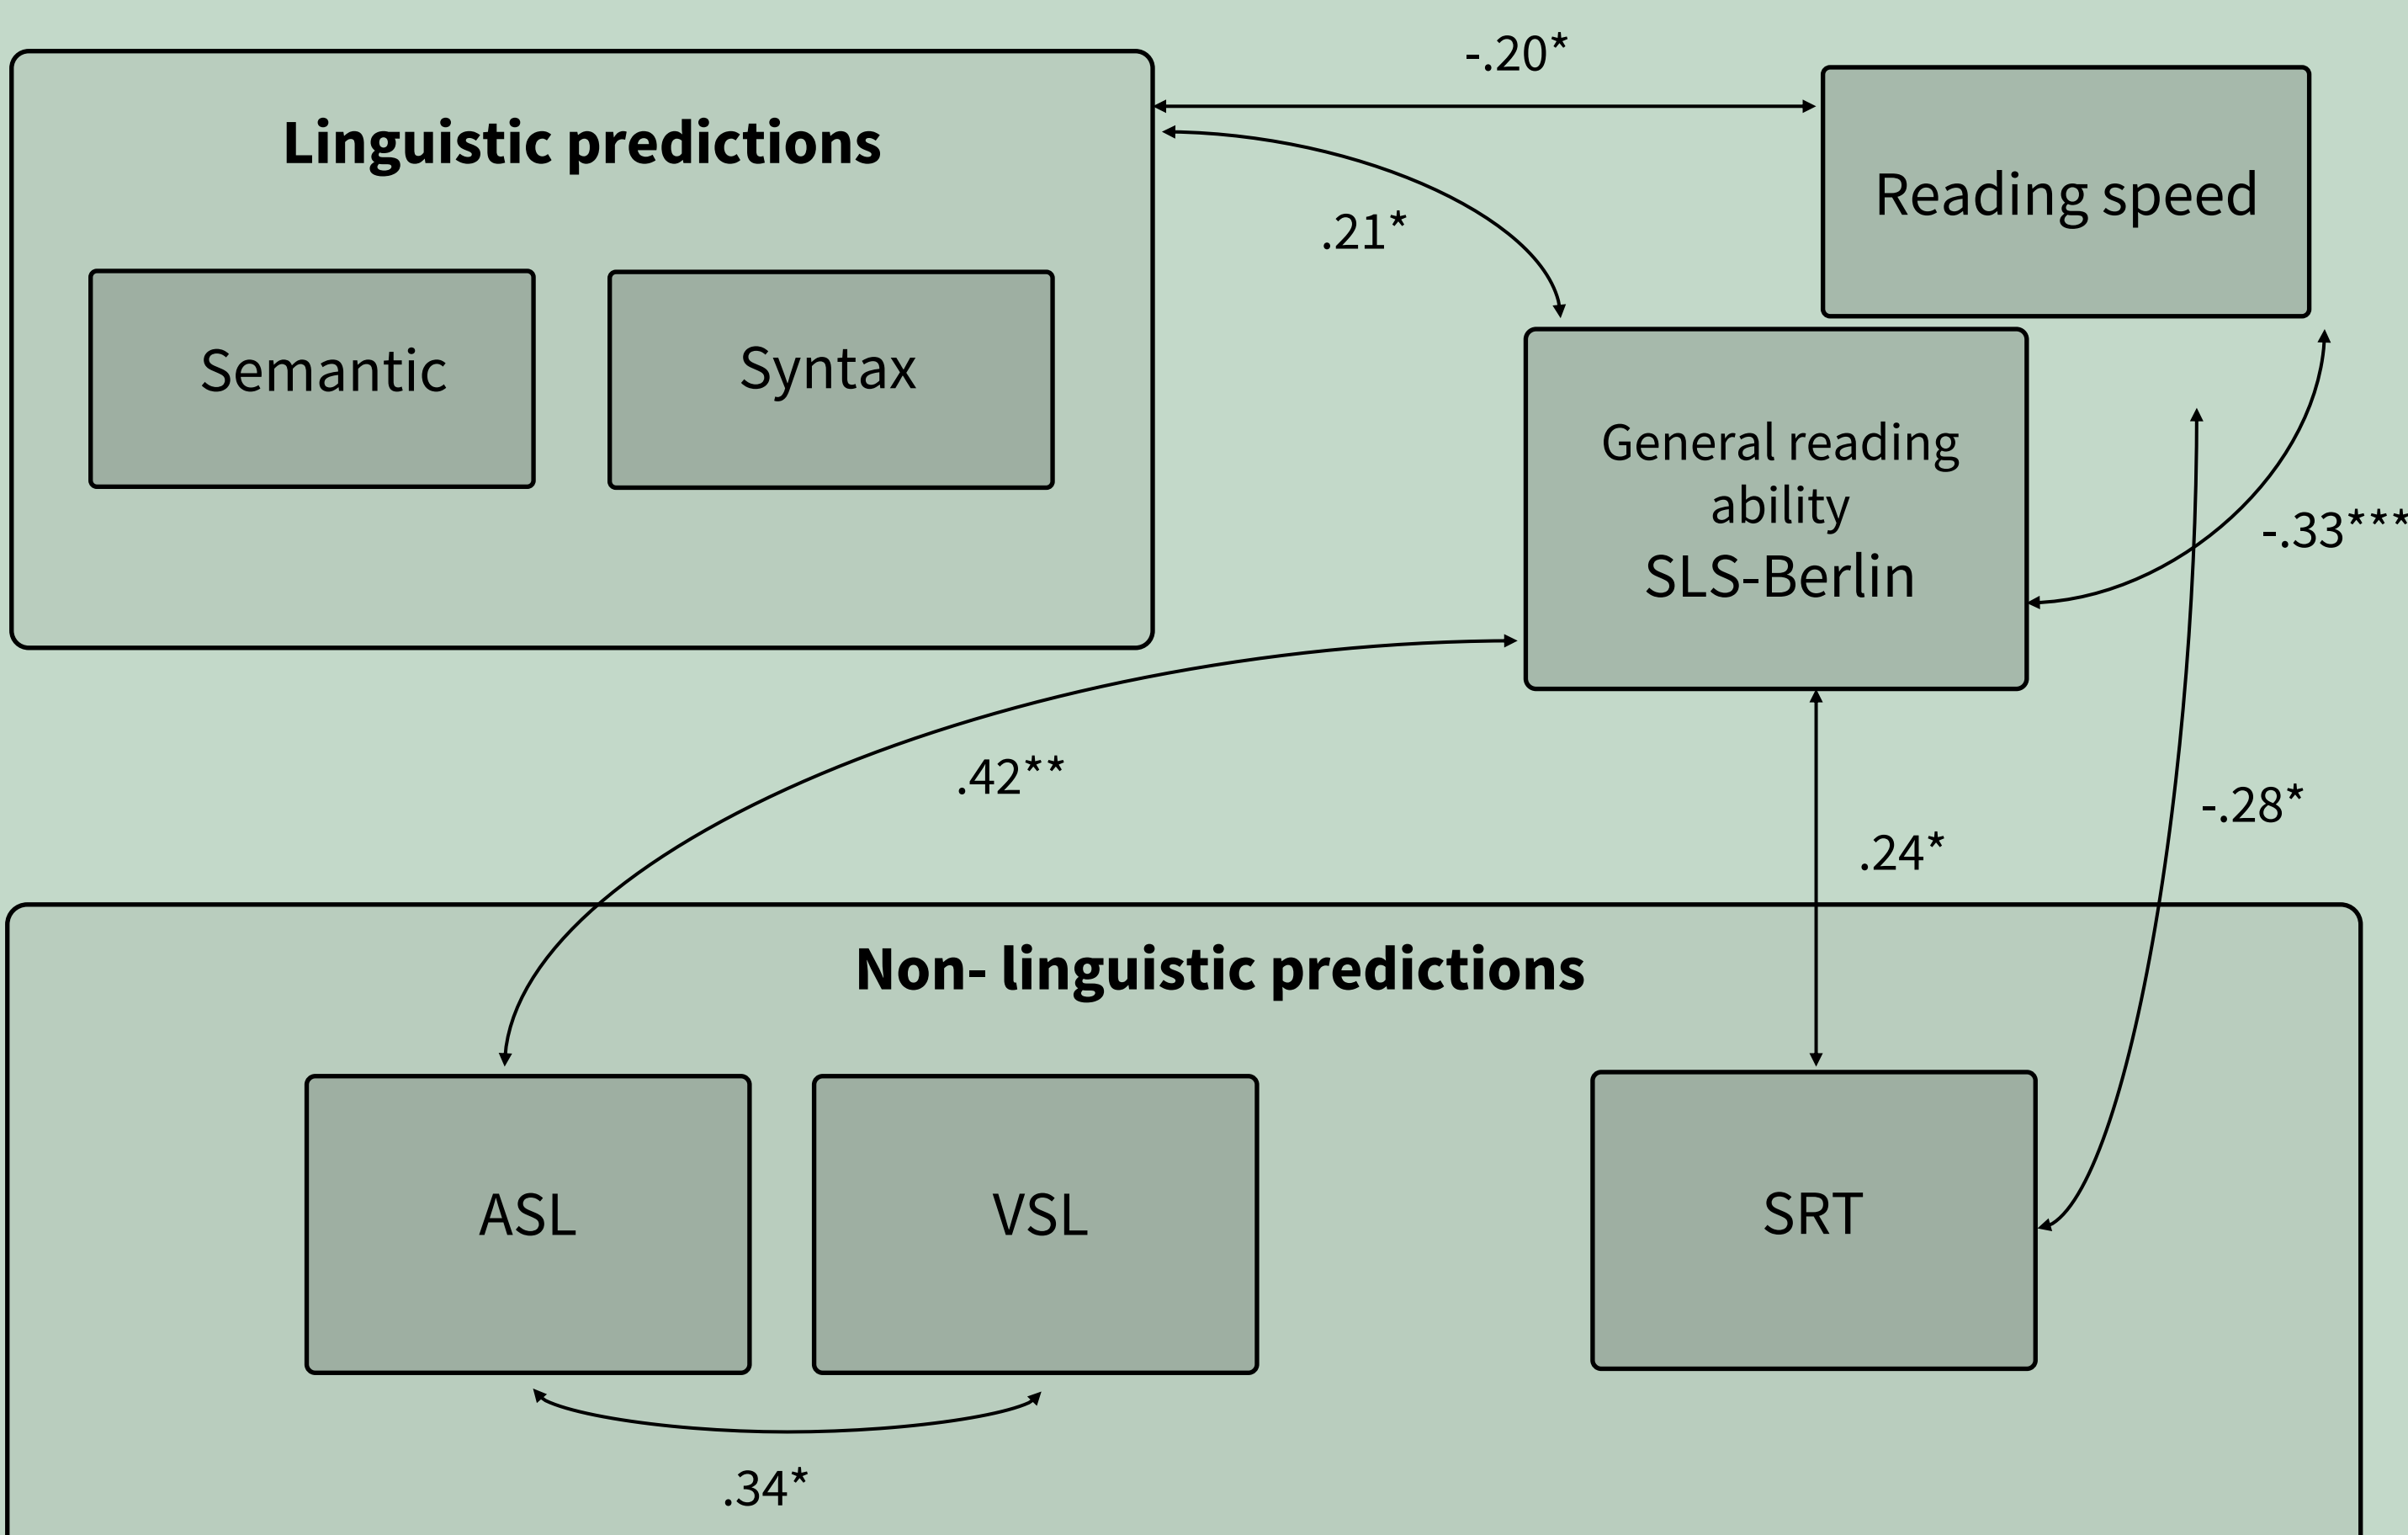 -.20*
Linguistic predictions
Reading speed
.21*
Semantic
Syntax
General reading
ability
SLS-Berlin
-.33***
.42**
-.28*
.24*
Non- linguistic predictions
ASL
VSL
SRT
.34*